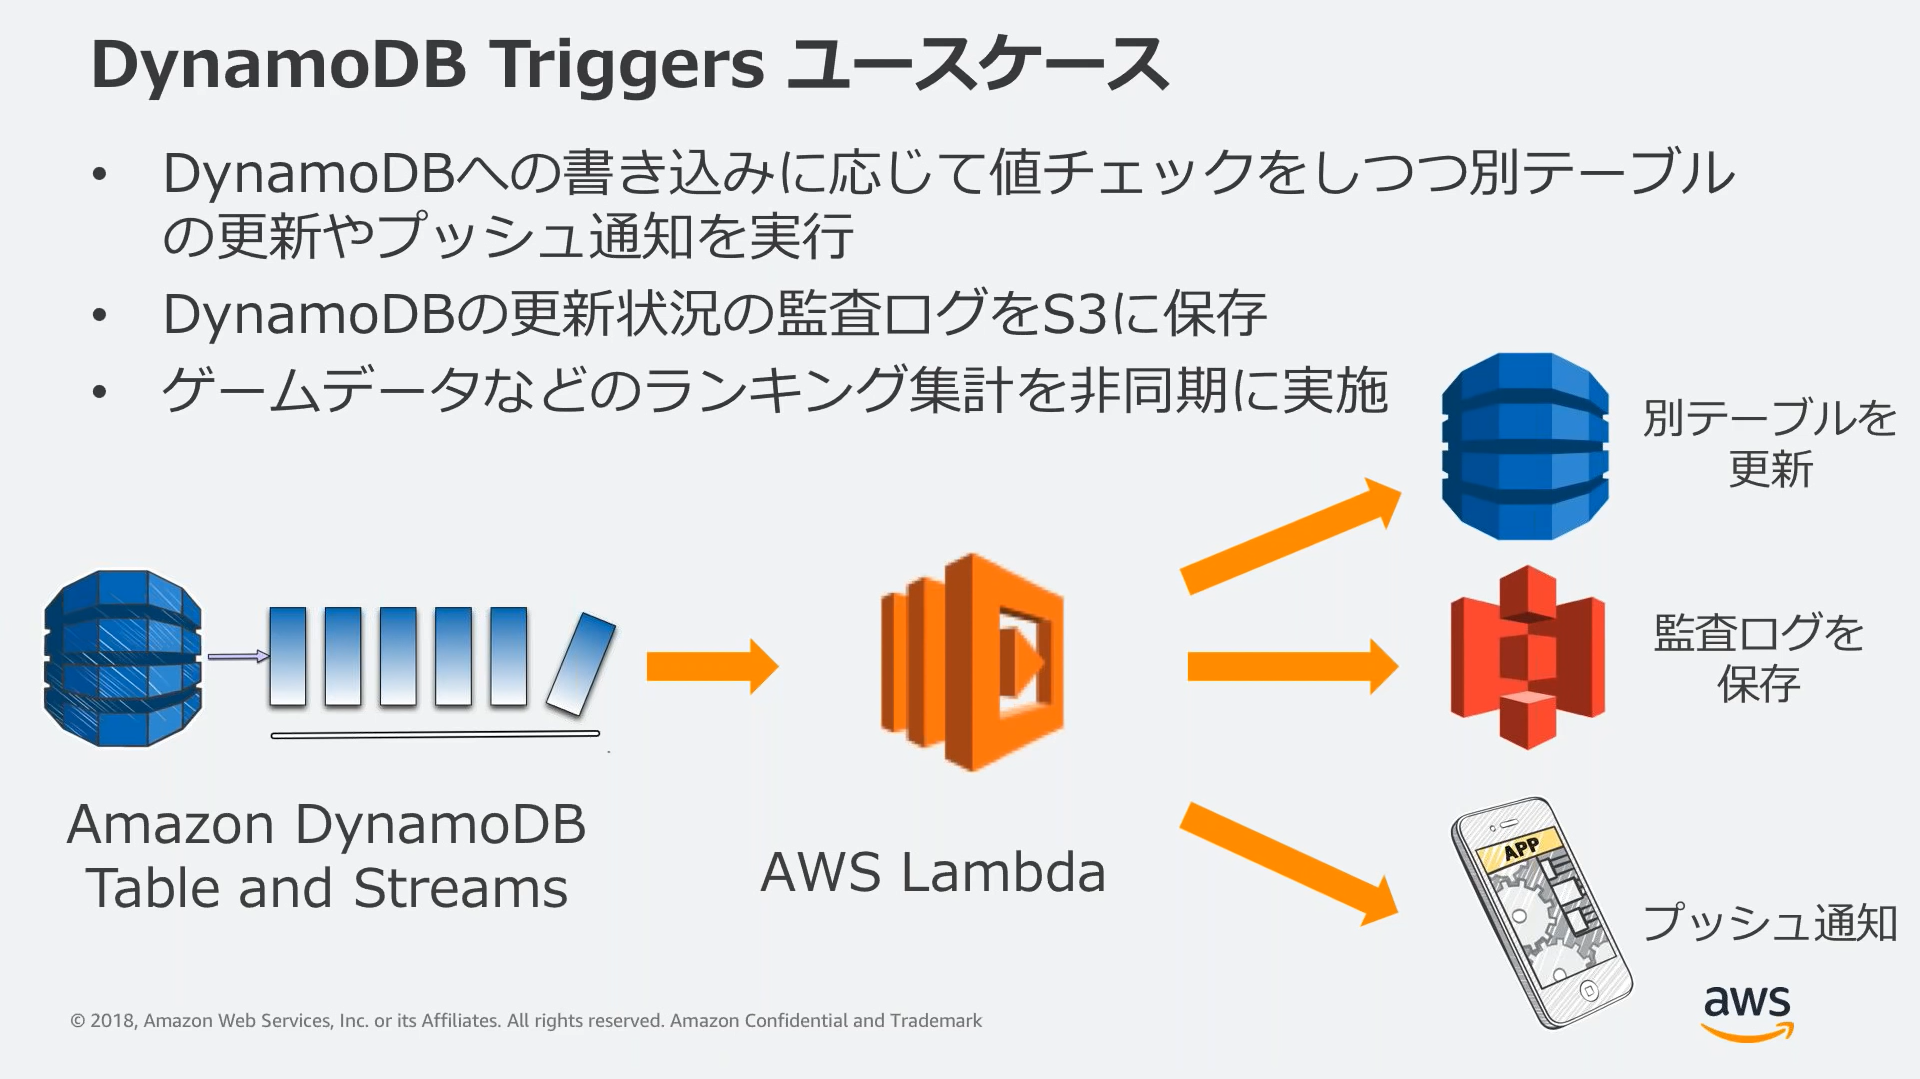 DynamoDB Triggers ユースケース
• DynamoDBへの書き込みに応じて値チェックをしつつ別テーブル
の更新やプッシュ通知を実行
• DynamoDBの更新状況の監査ログをS3に保存
• ゲームデータなどのランキング集計を非同期に実施
別テーブルを
更新
監査ログを
保存
Amazon DynamoDB
Table and Streams
AWS Lambda
APP
プッシュ通知
© 2018, Amazon Web Services, Inc. or its Affiliates. All rights reserved. Amazon Confidential and Trademark
aws